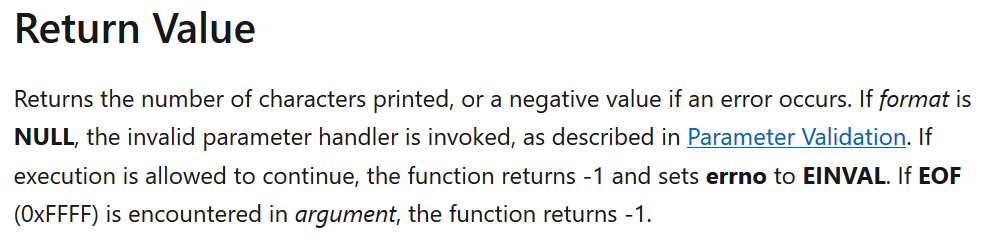 Return Value
Returns the number of characters printed, or a negative value if an error occurs. If format is
NULL, the invalid parameter handler is invoked, as described in Parameter Validation. If
execution is allowed to continue, the function returns -1 and sets errno to EINVAL. If EOF
(0xFFFF) is encountered in argument, the function returns -1.